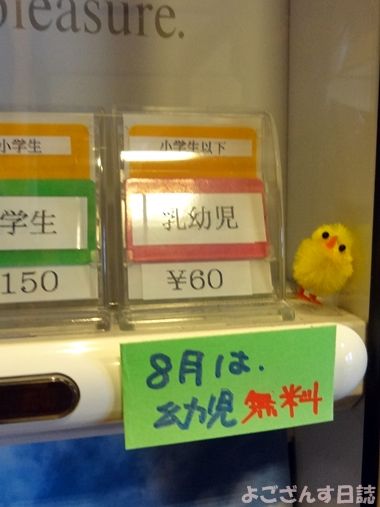 pleasure.
小学生
小学生以下
学生
乳幼児
150
¥60
8月は.
幼児 無料
よござんす日誌